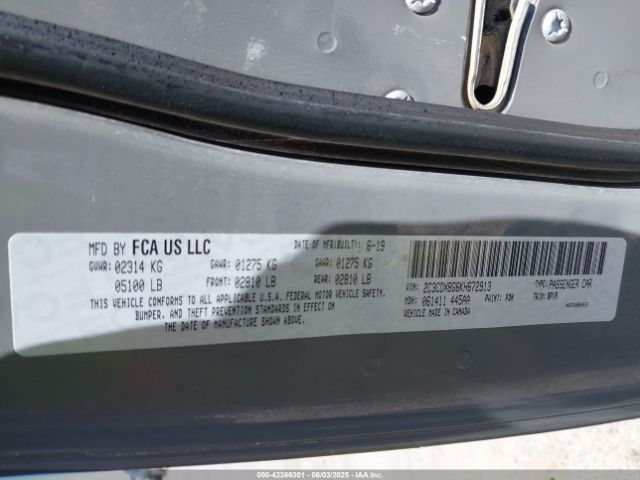 MFD BY FCA US LLC DATE OF MFR(BUILT): 6-19
GVWR: 02314 KG GAWR: 01275 KG GAWR: 01275 KG
05100 LB FRONT: 02810 LB REAR: 02810 LB
THIS VEHICLE CONFORMS TO ALL APPLICABLE U.S.A. FEDERAL MOTOR VEHICLE SAFETY,
BUMPER, AND THEFT PREVENTION STANDARDS IN EFFECT ON
THE DATE OF MANUFACTURE SHOWN ABOVE.
VIN: 2C3CDXBG6KH672913 TYPE: PASSENGER CAR
MDH: 061411 445AA PAINT: PDN TRIM:
VEHICLE MADE IN CANADA
000-42366301 - 06/03/2025 - IAA Inc.